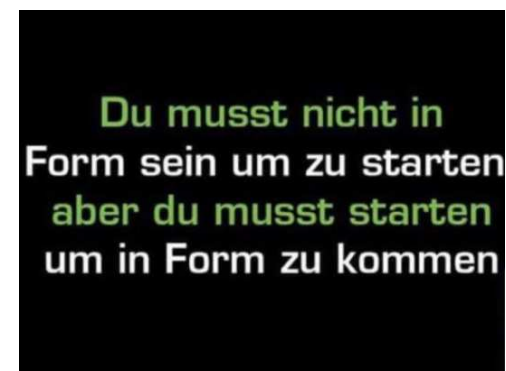 Du musst nicht in
Form sein um zu starten
aber du musst starten
um in Form zu kommen